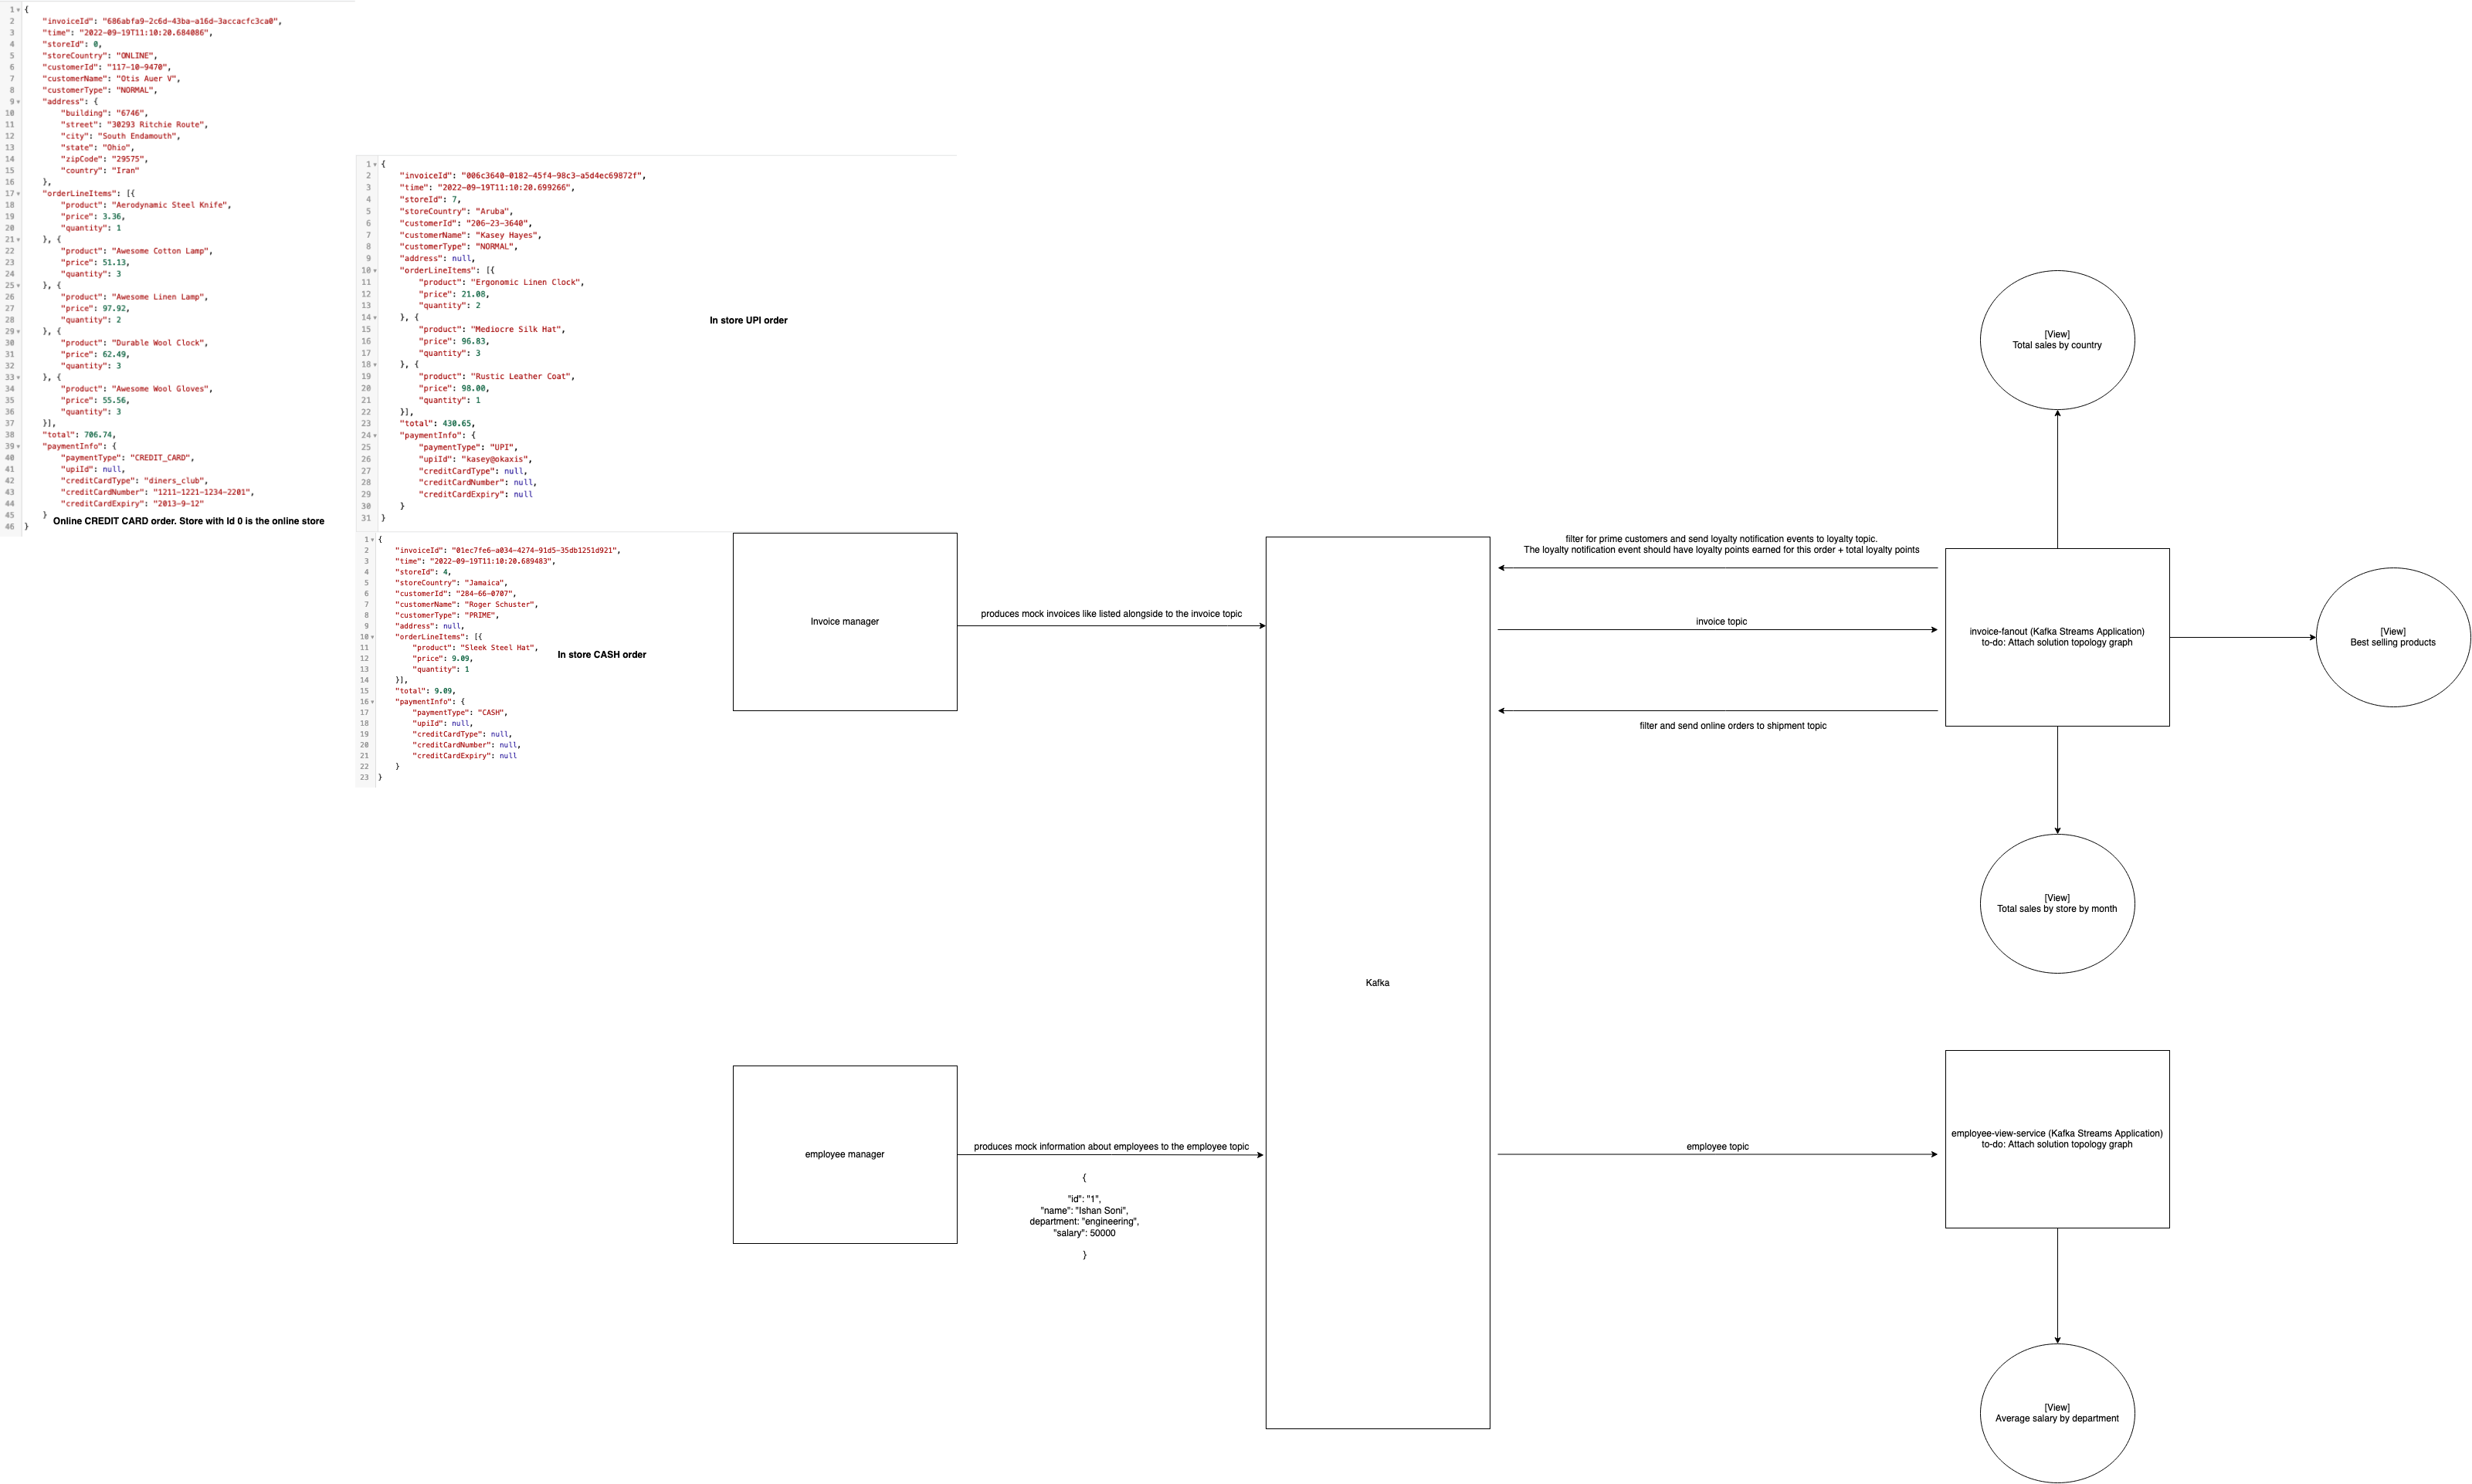 1 {
2 "invoiceId": "686abfa9-2c6d-43ba-a16d-3accacfc3ca0",
3 "time": "2022-09-19T11:10:20.684086",
4 "storeId": 0,
5 "storeCountry": "ONLINE",
6 "customerId": "117-10-9470",
7 "customerName": "Otis Auer V",
8 "customerType": "NORMAL",
9 "address": {
10 "building": "6746",
11 "street": "30293 Ritchie Route",
12 "city": "South Endamouth",
13 "state": "Ohio",
14 "zipCode": "29575",
15 "country": "Iran"
16 },
17 "orderLineItems": [{
18 "product": "Aerodynamic Steel Knife",
19 "price": 3.36,
20 "quantity": 1
21 }, {
22 "product": "Awesome Cotton Lamp",
23 "price": 51.13,
24 "quantity": 3
25 }, {
26 "product": "Awesome Linen Lamp",
27 "price": 97.92,
28 "quantity": 2
29 }, {
30 "product": "Durable Wool Clock",
31 "price": 62.49,
32 "quantity": 3
33 }, {
34 "product": "Awesome Wool Gloves",
35 "price": 55.56,
36 "quantity": 3
37 }],
38 "total": 706.74,
39 "paymentInfo": {
40 "paymentType": "CREDIT_CARD",
41 "upiId": null,
42 "creditCardType": "diners_club",
43 "creditCardNumber": "1211-1221-1234-2201",
44 "creditCardExpiry": "2013-9-12"
45 }
46 }
Online CREDIT CARD order. Store with Id 0 is the online store
1 {
2 "invoiceId": "006c3640-0182-45f4-98c3-a5d4ec69872f",
3 "time": "2022-09-19T11:10:20.699266",
4 "storeId": 7,
5 "storeCountry": "Aruba",
6 "customerId": "206-23-3640",
7 "customerName": "Kasey Hayes",
8 "customerType": "NORMAL",
9 "address": null,
10 "orderLineItems": [{
11 "product": "Ergonomic Linen Clock",
12 "price": 21.08,
13 "quantity": 2
14 }, {
15 "product": "Mediocre Silk Hat",
16 "price": 96.83,
17 "quantity": 3
18 }, {
19 "product": "Rustic Leather Coat",
20 "price": 98.00,
21 "quantity": 1
22 }],
23 "total": 430.65,
24 "paymentInfo": {
25 "paymentType": "UPI",
26 "upiId": "kasey@okaxis",
27 "creditCardType": null,
28 "creditCardNumber": null,
29 "creditCardExpiry": null
30 }
31 }
In store UPI order
1 {
2 "invoiceId": "01ec7fe6-a034-4274-91d5-35db1251d921",
3 "time": "2022-09-19T11:10:20.689483",
4 "storeId": 4,
5 "storeCountry": "Jamaica",
6 "customerId": "284-66-0707",
7 "customerName": "Roger Schuster",
8 "customerType": "PRIME",
9 "address": null,
10 "orderLineItems": [{
11 "product": "Sleek Steel Hat",
12 "price": 9.09,
13 "quantity": 1
14 }],
15 "total": 9.09,
16 "paymentInfo": {
17 "paymentType": "CASH",
18 "upiId": null,
19 "creditCardType": null,
20 "creditCardNumber": null,
21 "creditCardExpiry": null
22 }
23 }
In store CASH order
Invoice manager
produces mock invoices like listed alongside to the invoice topic
Kafka
filter for prime customers and send loyalty notification events to loyalty topic.
The loyalty notification event should have loyalty points earned for this order + total loyalty points
invoice topic
filter and send online orders to shipment topic
invoice-fanout (Kafka Streams Application)
to-do: Attach solution topology graph
[View]
Total sales by country
[View]
Best selling products
[View]
Total sales by store by month
employee manager
produces mock information about employees to the employee topic
{
"id": "1",
"name": "Ishan Soni",
department: "engineering",
"salary": 50000
}
employee topic
employee-view-service (Kafka Streams Application)
to-do: Attach solution topology graph
[View]
Average salary by department